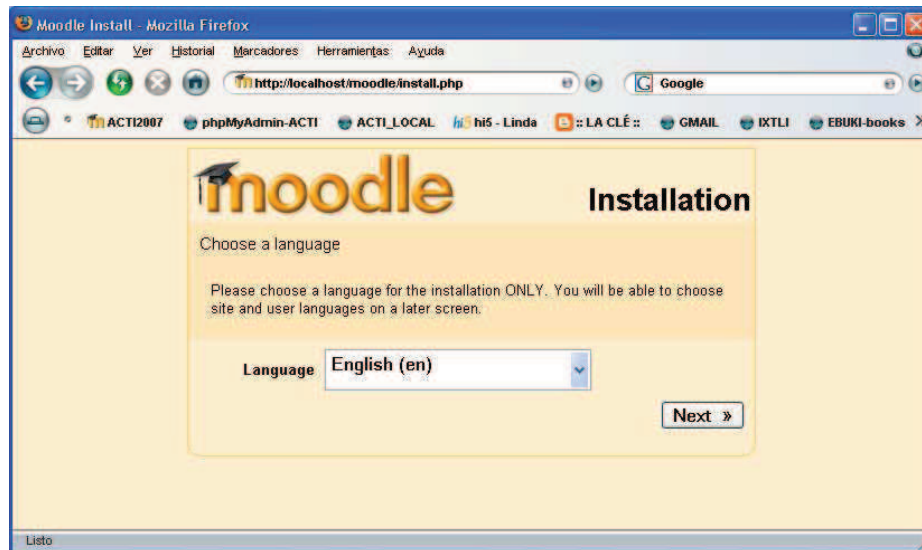 Moodle Install - Mozilla Firefox
Archivo Editar Ver Historial Marcadores Herramientas Ayuda
http://localhost/moodle/install.php Google
ACTI2007 phpMyAdmin-ACTI ACTI_LOCAL hi5 hi5 - Linda :: LA CLÉ :: GMAIL IXTLI EBUKI-books
moodle Installation
Choose a language
Please choose a language for the installation ONLY. You will be able to choose
site and user languages on a later screen.
Language English (en)
Next »
Listo